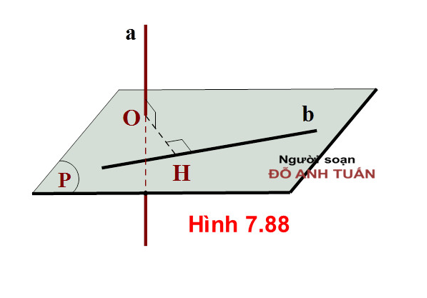 a
O
b
H
P
Người soạn
ĐỖ ANH TUẤN
Hình 7.88